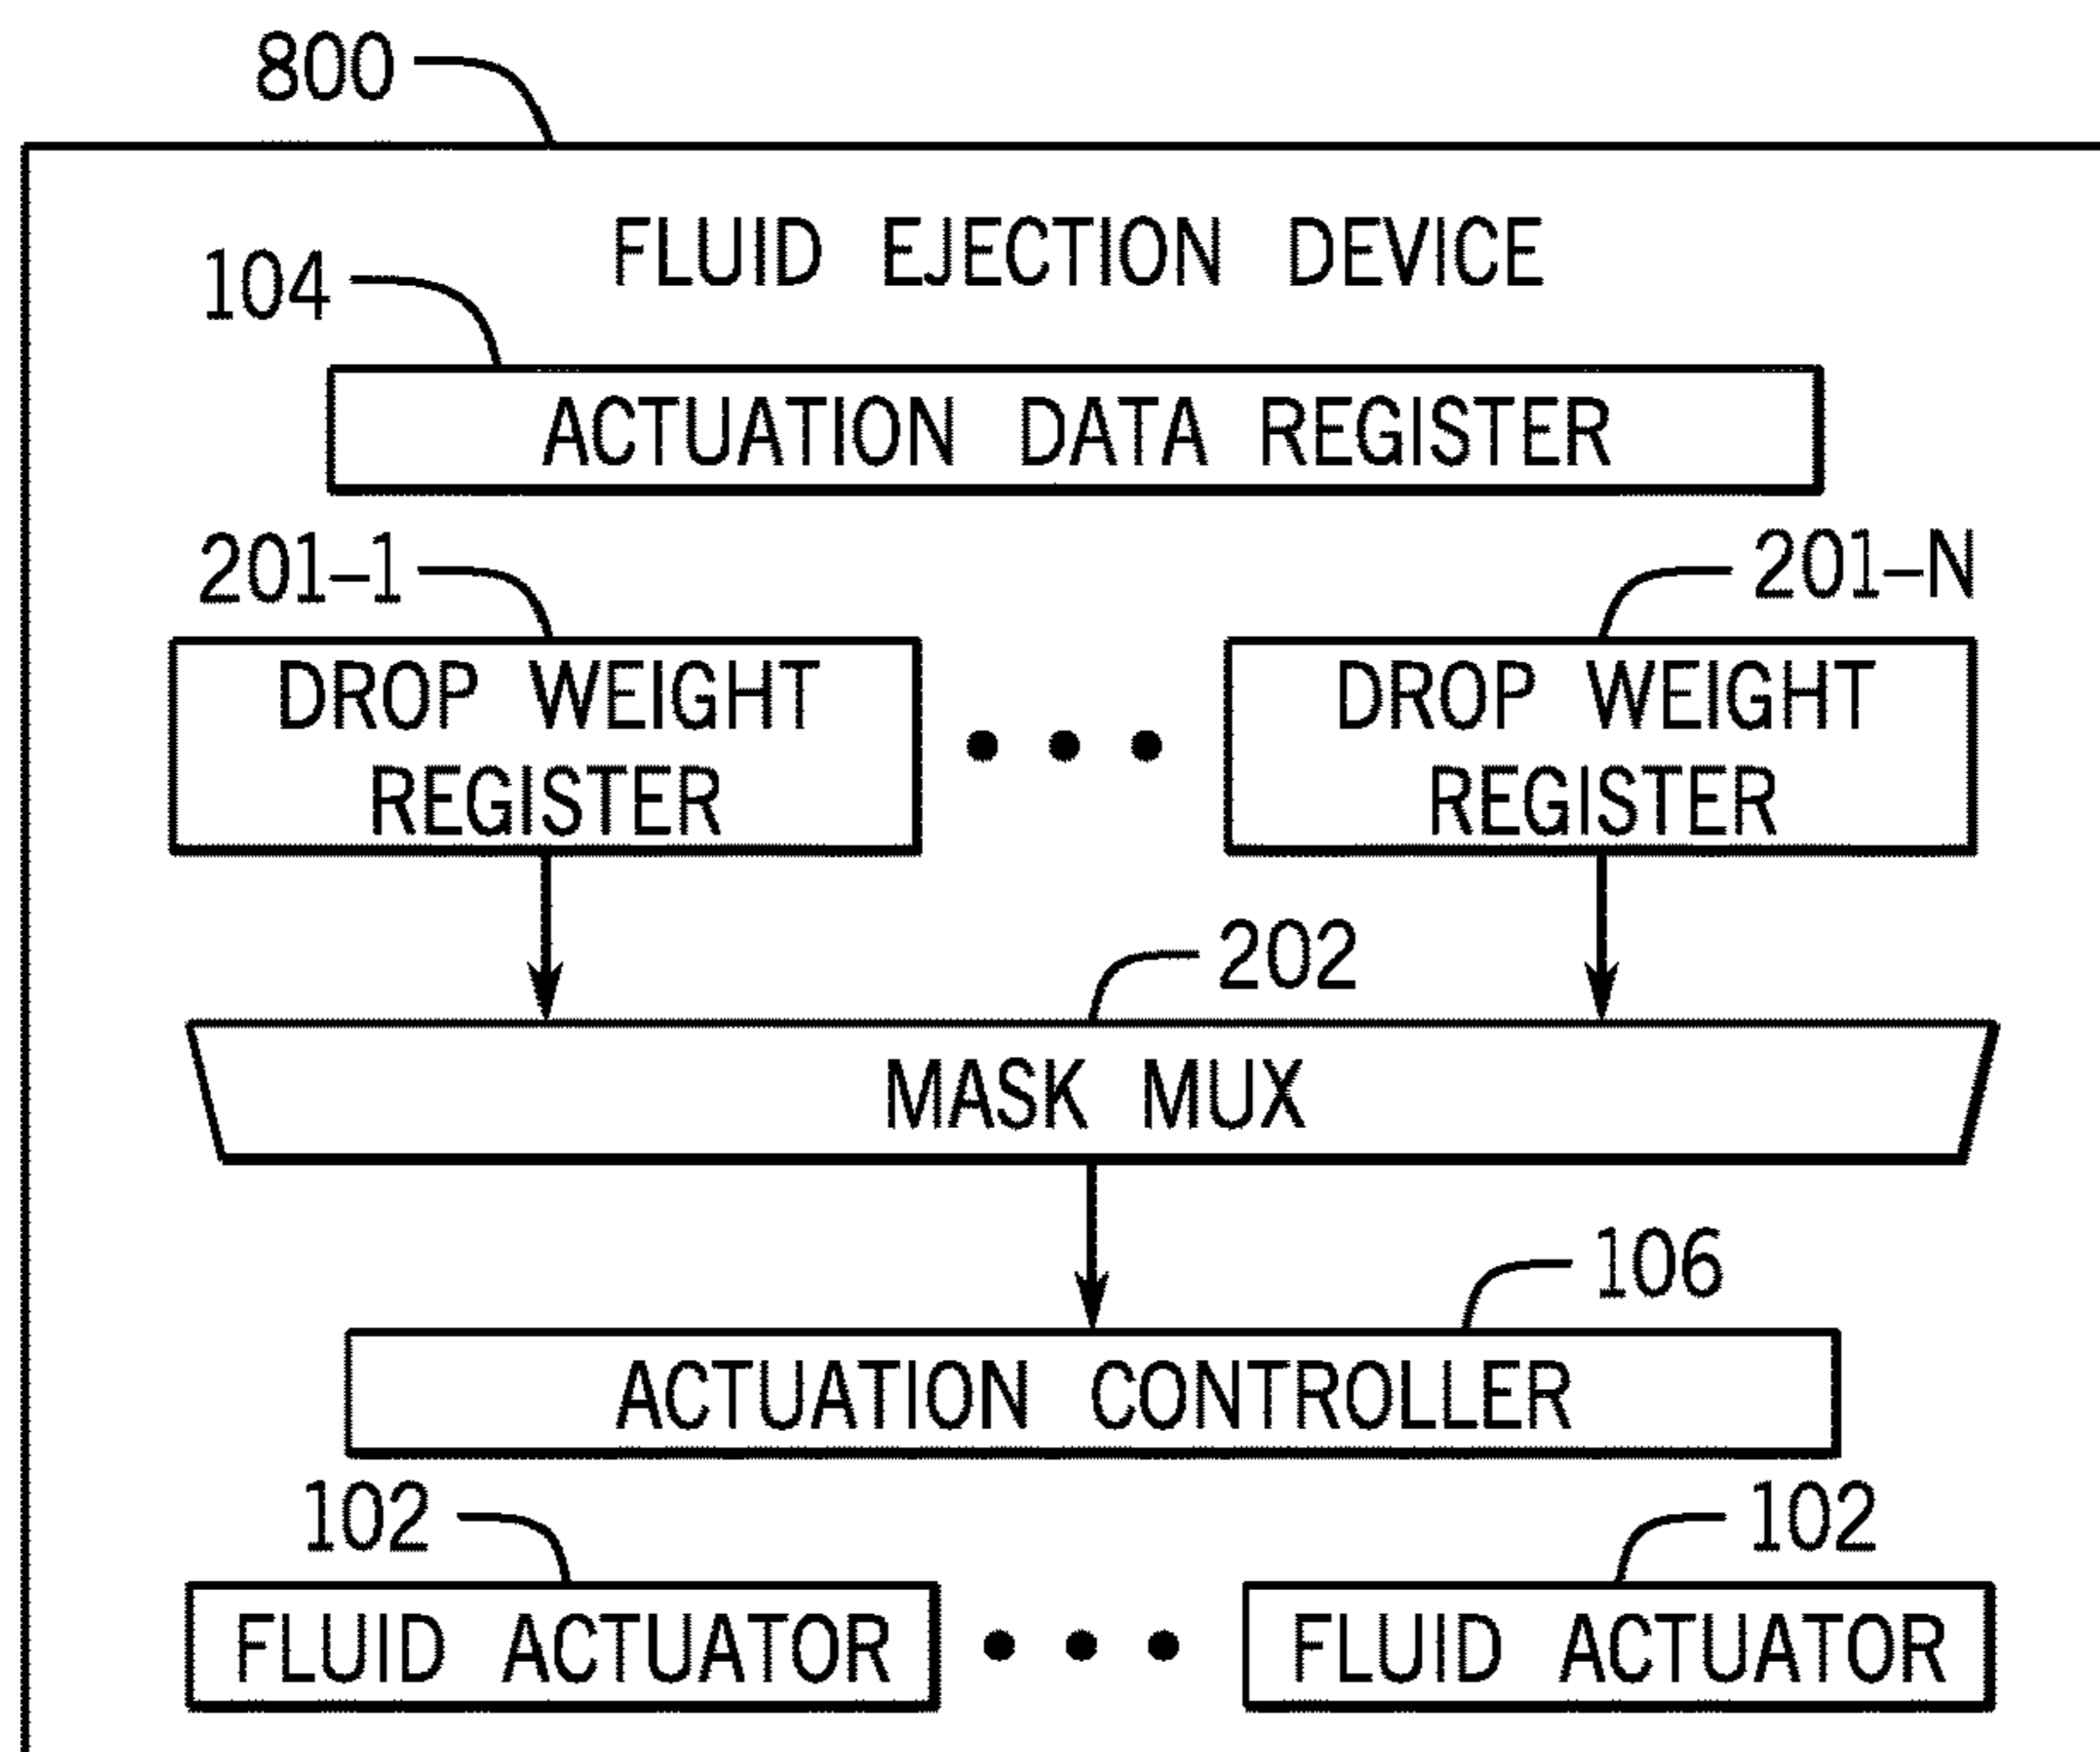 800
FLUID EJECTION DEVICE
104
ACTUATION DATA REGISTER
201-1
201-N
DROP WEIGHT
REGISTER
DROP WEIGHT
REGISTER
202
MASK MUX
106
ACTUATION CONTROLLER
102
102
FLUID ACTUATOR
FLUID ACTUATOR